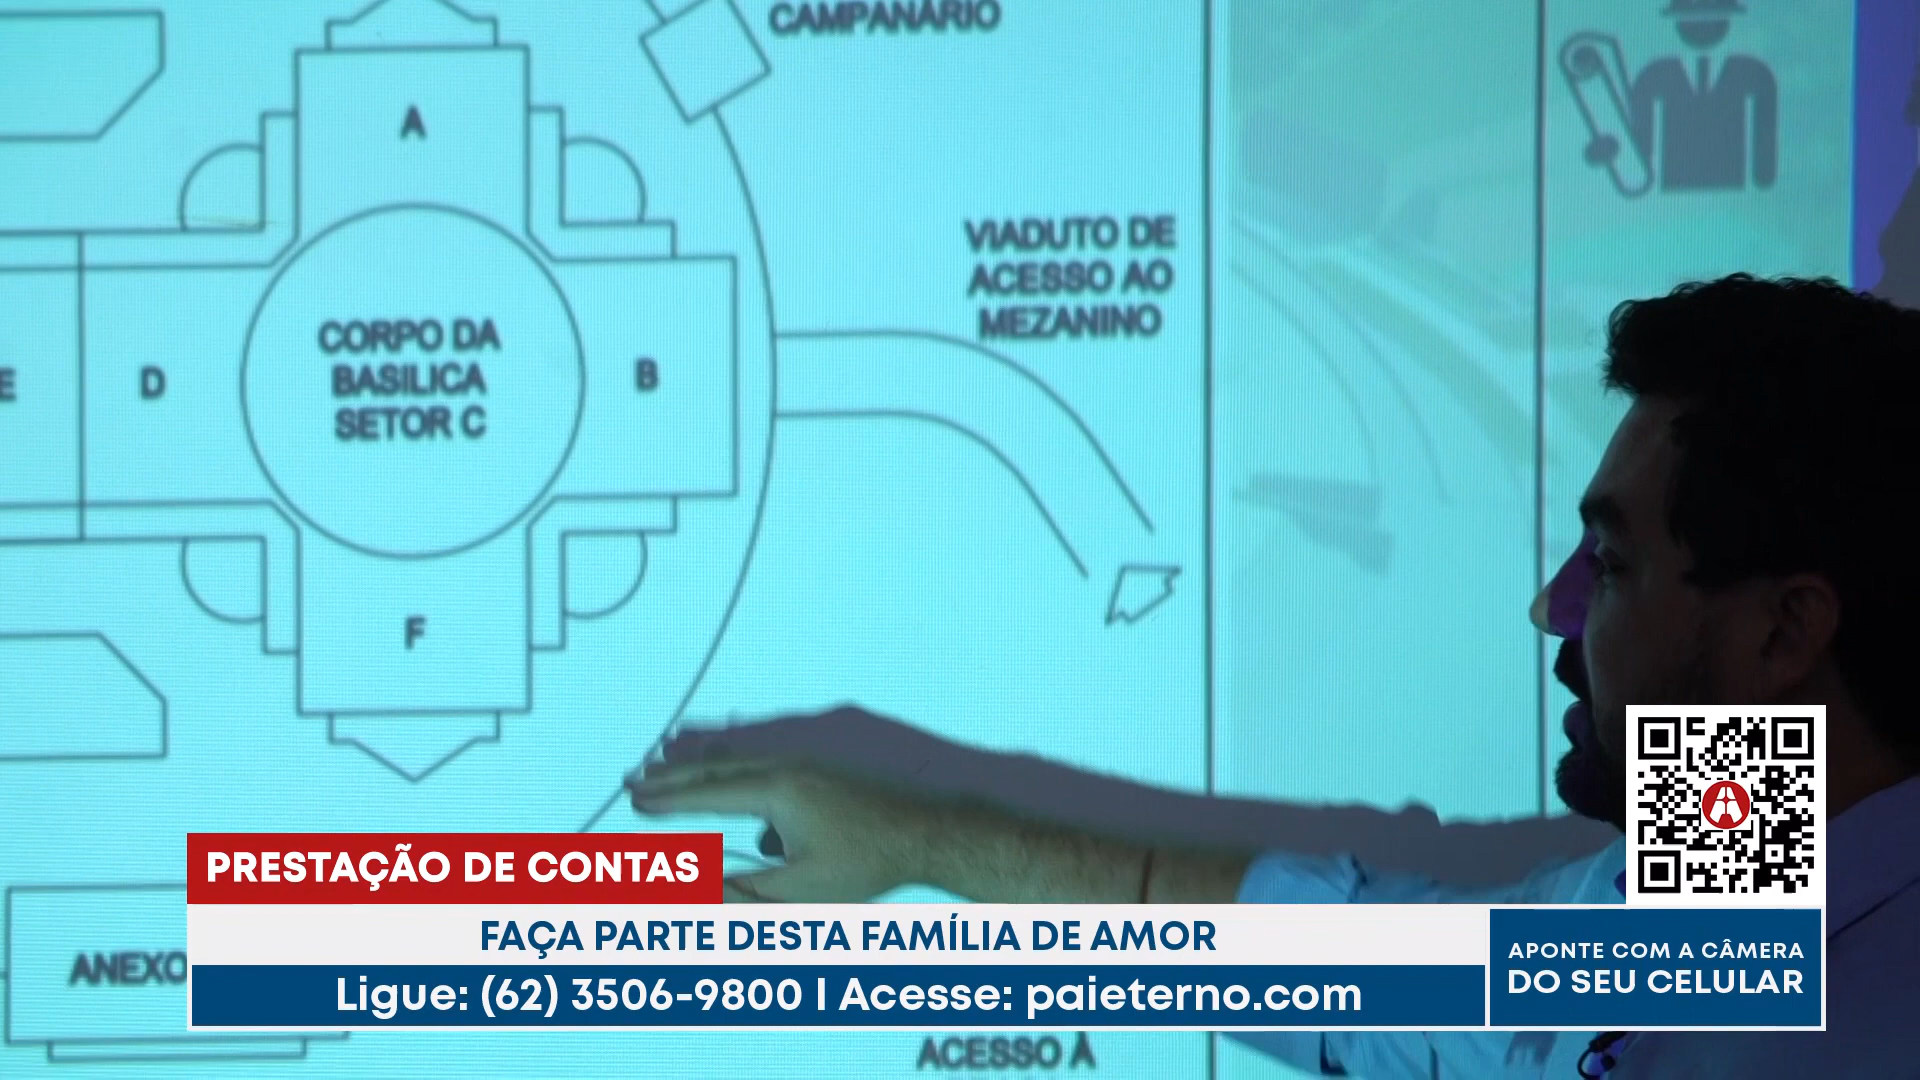 CAMPANÁRIO
A
VIADUTO DE
ACESSO AO
MEZANINO
CORPO DA
BASILICA
SETOR C
E
D
B
F
PRESTAÇÃO DE CONTAS
FAÇA PARTE DESTA FAMÍLIA DE AMOR
Ligue: (62) 3506-9800 | Acesse: paieterno.com
APONTE COM A CÂMERA
DO SEU CELULAR
ANEXO
ACESSO À